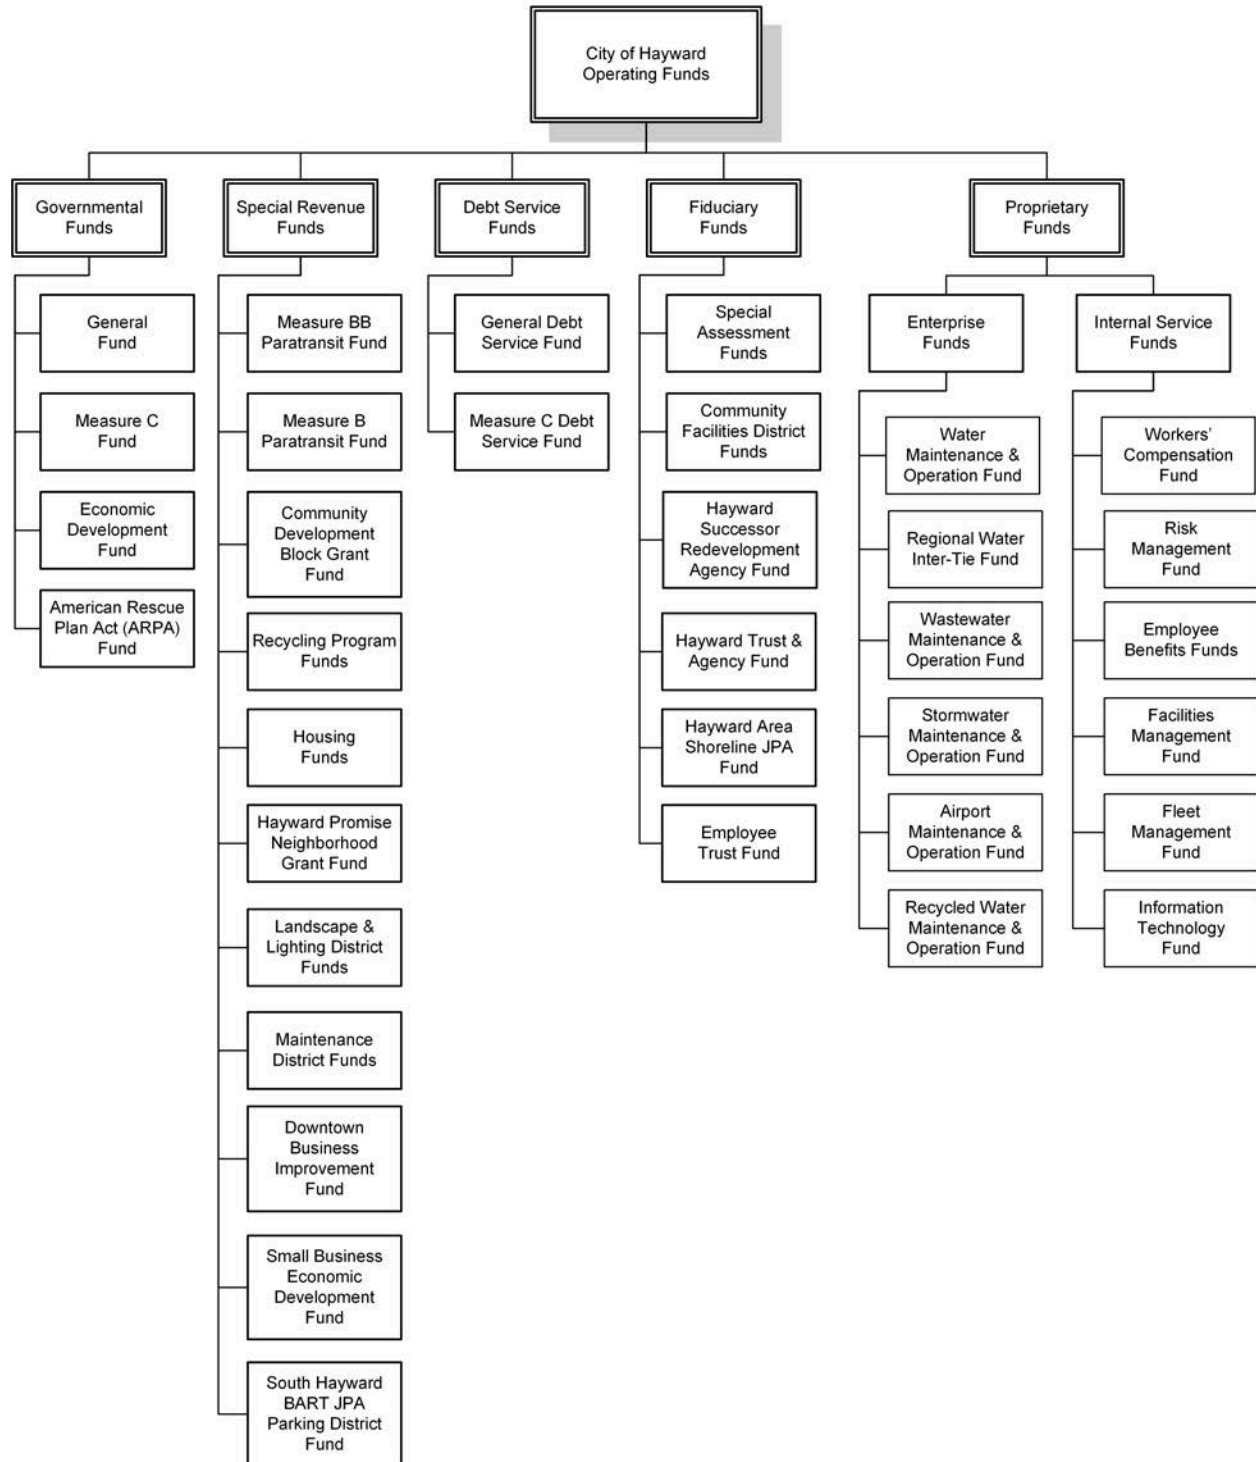 City of Hayward
Operating Funds
Governmental
Funds
Special Revenue
Funds
Debt Service
Funds
Fiduciary
Funds
Proprietary
Funds
General
Fund
Measure C
Fund
Economic
Development
Fund
American Rescue
Plan Act (ARPA)
Fund
Measure BB
Paratransit Fund
Measure B
Paratransit Fund
Community
Development
Block Grant
Fund
Recycling Program
Funds
Housing
Funds
Hayward Promise
Neighborhood
Grant Fund
Landscape &
Lighting District
Funds
Maintenance
District Funds
Downtown
Business
Improvement
Fund
Small Business
Economic
Development
Fund
South Hayward
BART JPA
Parking District
Fund
General Debt
Service Fund
Measure C Debt
Service Fund
Special
Assessment
Funds
Community
Facilities District
Funds
Hayward
Successor
Redevelopment
Agency Fund
Hayward Trust &
Agency Fund
Hayward Area
Shoreline JPA
Fund
Employee
Trust Fund
Enterprise
Funds
Water
Maintenance &
Operation Fund
Regional Water
Inter-Tie Fund
Wastewater
Maintenance &
Operation Fund
Stormwater
Maintenance &
Operation Fund
Airport
Maintenance &
Operation Fund
Recycled Water
Maintenance &
Operation Fund
Internal Service
Funds
Workers'
Compensation
Fund
Risk
Management
Fund
Employee
Benefits Funds
Facilities
Management
Fund
Fleet
Management
Fund
Information
Technology
Fund